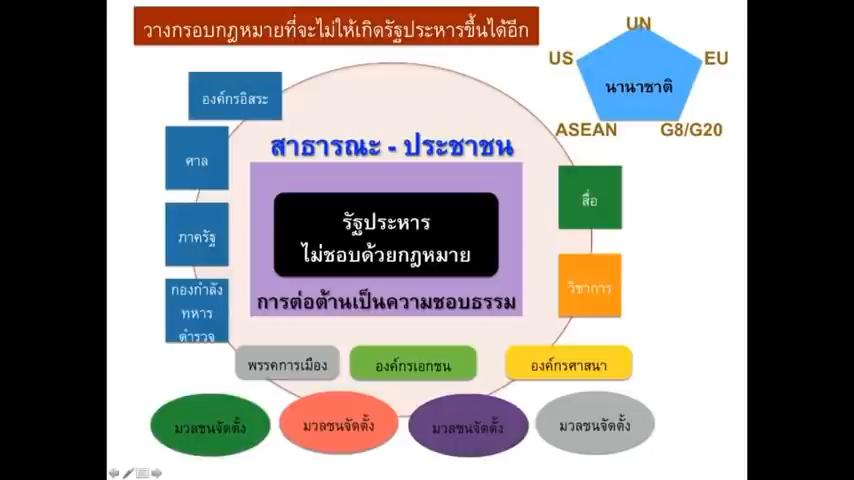 วางกรอบกฎหมายที่จะไม่ให้เกิดรัฐประหารขึ้นได้อีก
UN
US
EU
นานาชาติ
ASEAN
G8/G20
องค์กรอิสระ
สาธารณะ - ประชาชน
ศาล
สื่อ
รัฐประหาร
ไม่ชอบด้วยกฎหมาย
ภาครัฐ
วิชาการ
กองกำลัง
ทหาร
ตำรวจ
การต่อต้านเป็นความชอบธรรม
พรรคการเมือง
องค์กรเอกชน
องค์กรศาสนา
มวลชนจัดตั้ง
มวลชนจัดตั้ง
มวลชนจัดตั้ง
มวลชนจัดตั้ง